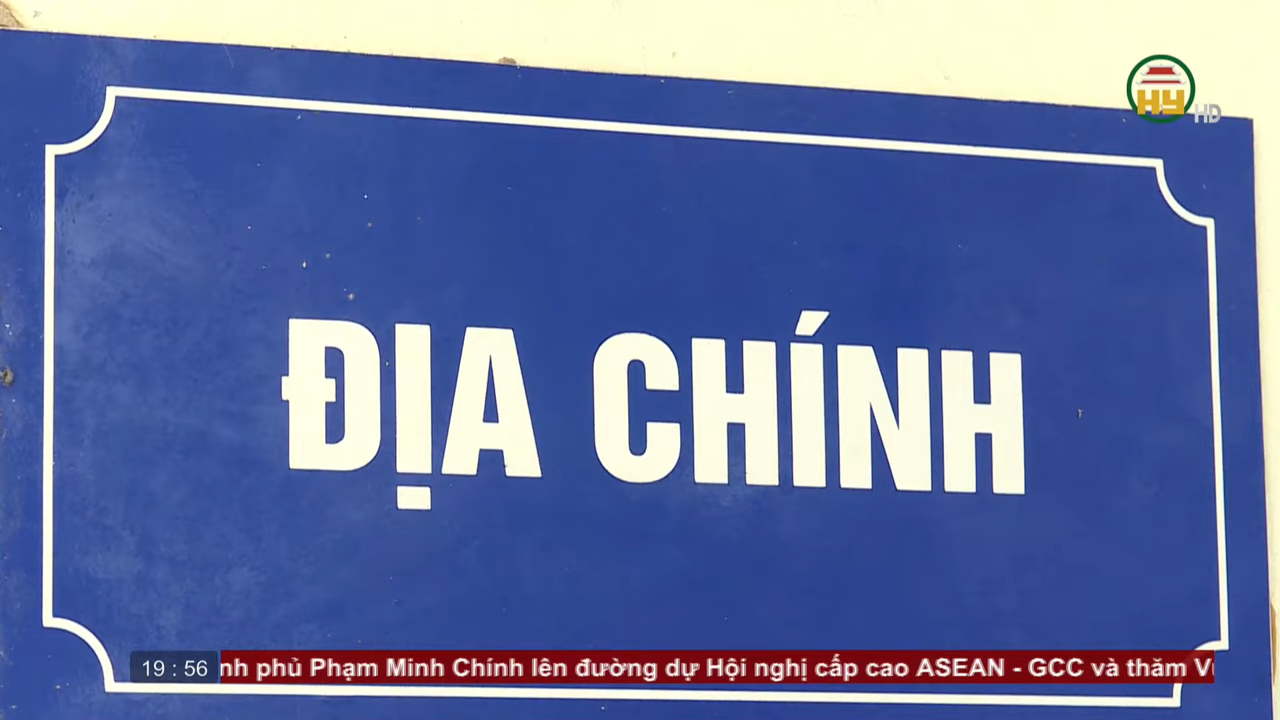 HY HD
ĐỊA CHÍNH
19 : 56
phủ Phạm Minh Chính lên đường dự Hội nghị cấp cao ASEAN - GCC và thăm